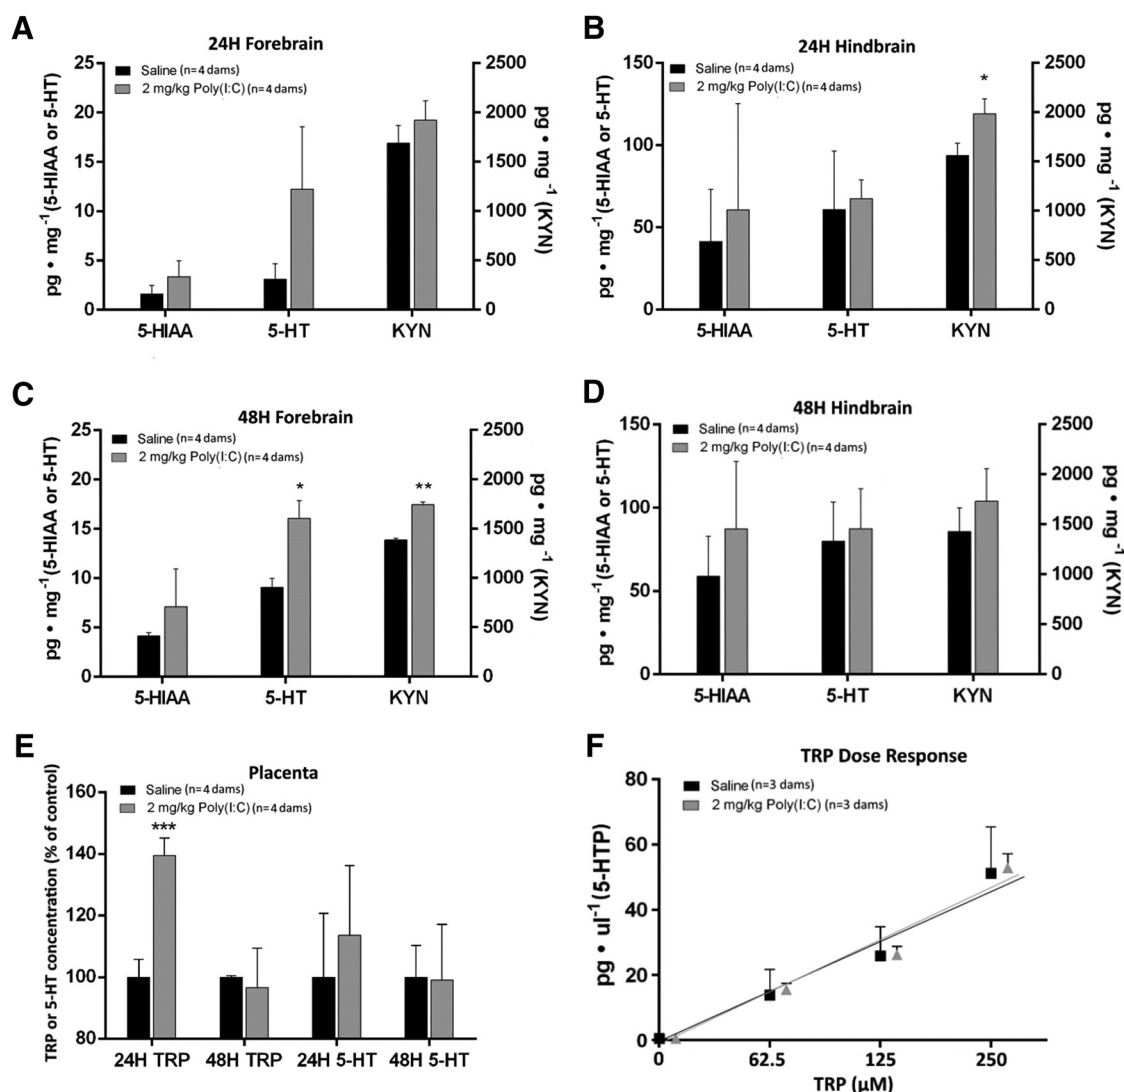 A
24H Forebrain
Saline (n=4 dams)
2 mg/kg Poly(I:C) (n=4 dams)
pg • mg⁻¹ (5-HIAA or 5-HT)
25
20
15
10
5
0
2500
2000
1500
1000
500
0
pg • mg⁻¹ (KYN)
5-HIAA 5-HT KYN
B
24H Hindbrain
Saline (n=4 dams)
2 mg/kg Poly(I:C) (n=4 dams)
*
pg • mg⁻¹ (5-HIAA or 5-HT)
150
100
50
0
2500
2000
1500
1000
500
0
pg • mg⁻¹ (KYN)
5-HIAA 5-HT KYN
C
48H Forebrain
Saline (n=4 dams)
2 mg/kg Poly(I:C) (n=4 dams)
* **
pg • mg⁻¹ (5-HIAA or 5-HT)
25
20
15
10
5
0
2500
2000
1500
1000
500
0
pg • mg⁻¹ (KYN)
5-HIAA 5-HT KYN
D
48H Hindbrain
Saline (n=4 dams)
2 mg/kg Poly(I:C) (n=4 dams)
pg • mg⁻¹ (5-HIAA or 5-HT)
150
100
50
0
2500
2000
1500
1000
500
0
pg • mg⁻¹ (KYN)
5-HIAA 5-HT KYN
E
Placenta
Saline (n=4 dams)
2 mg/kg Poly(I:C) (n=4 dams)
***
TRP or 5-HT concentration (% of control)
160
140
120
100
80
24H TRP 48H TRP 24H 5-HT 48H 5-HT
F
TRP Dose Response
Saline (n=3 dams)
2 mg/kg Poly(I:C) (n=3 dams)
pg • ul⁻¹ (5-HTP)
80
60
40
20
0
0 62.5 125 250
TRP (µM)